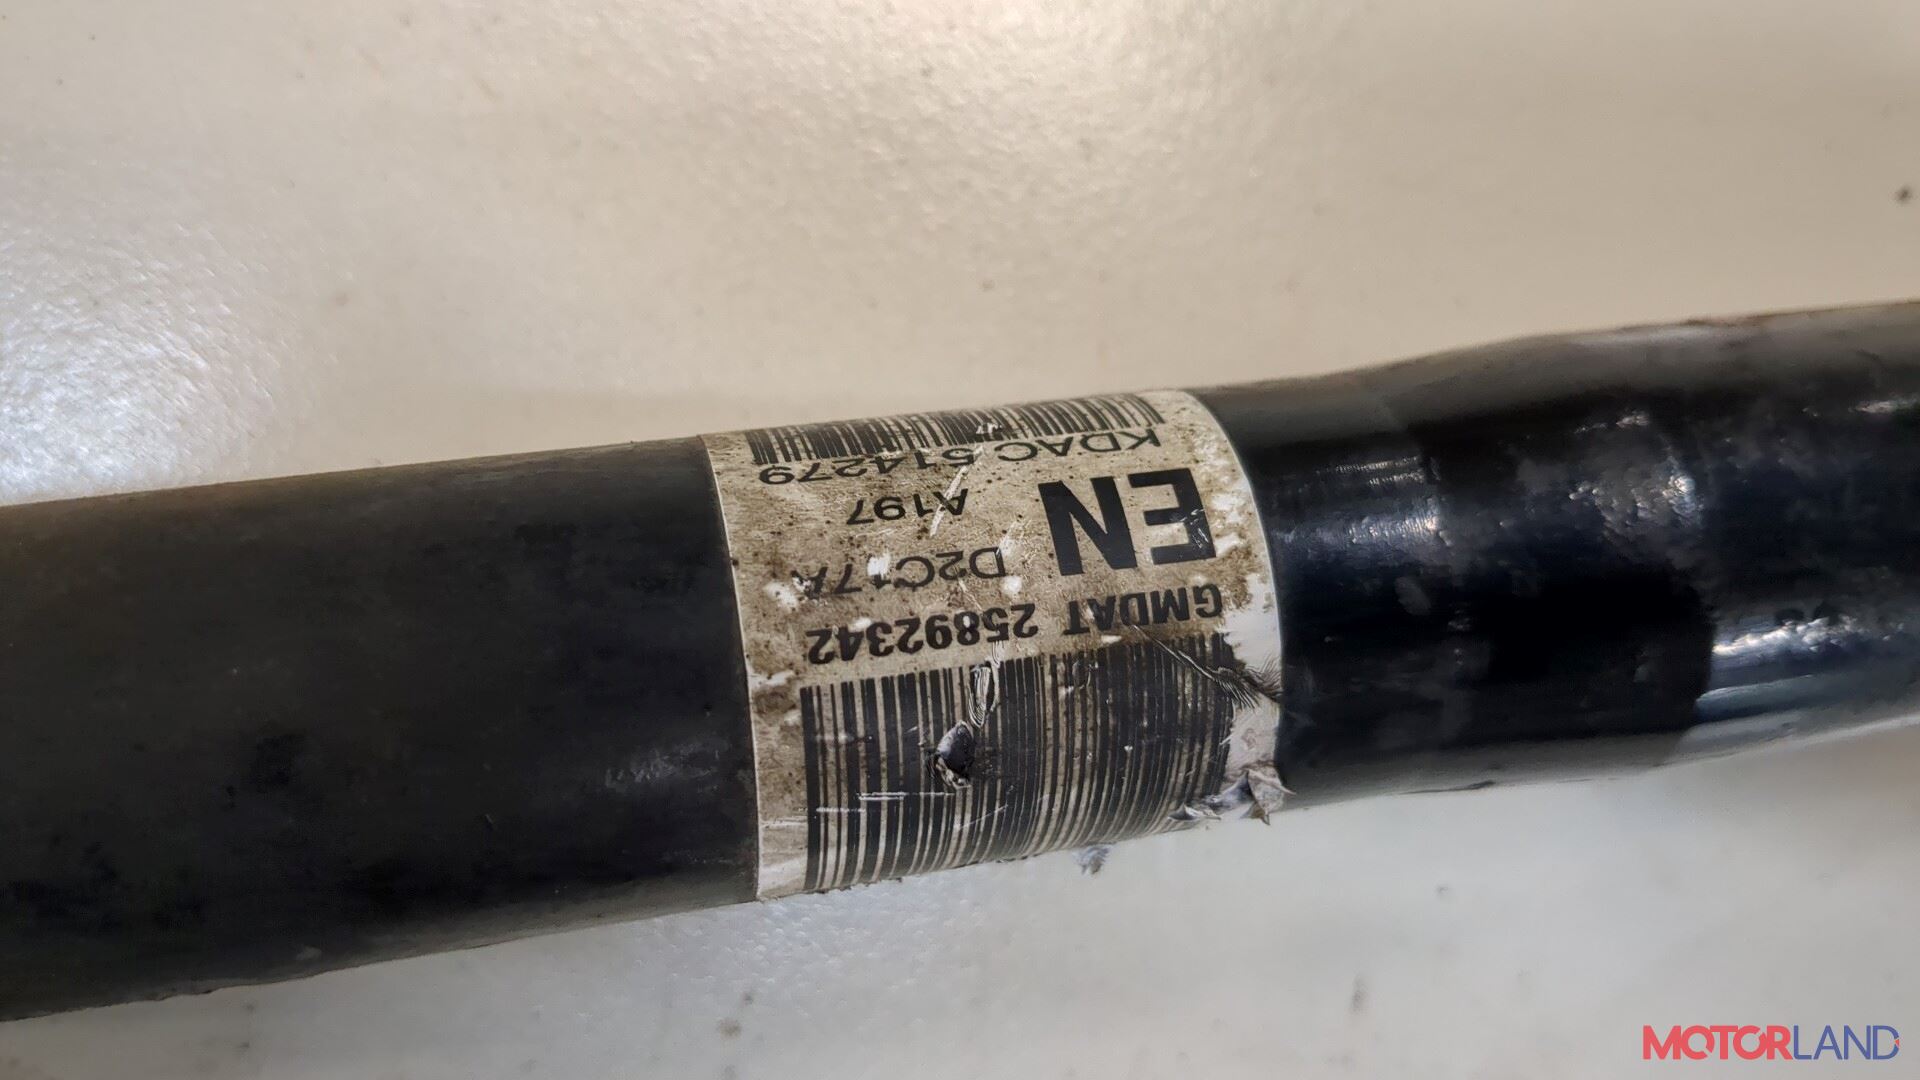 GMDAT 25892342
EN D2C17A
A197
KDAC 514279
MOTORLAND